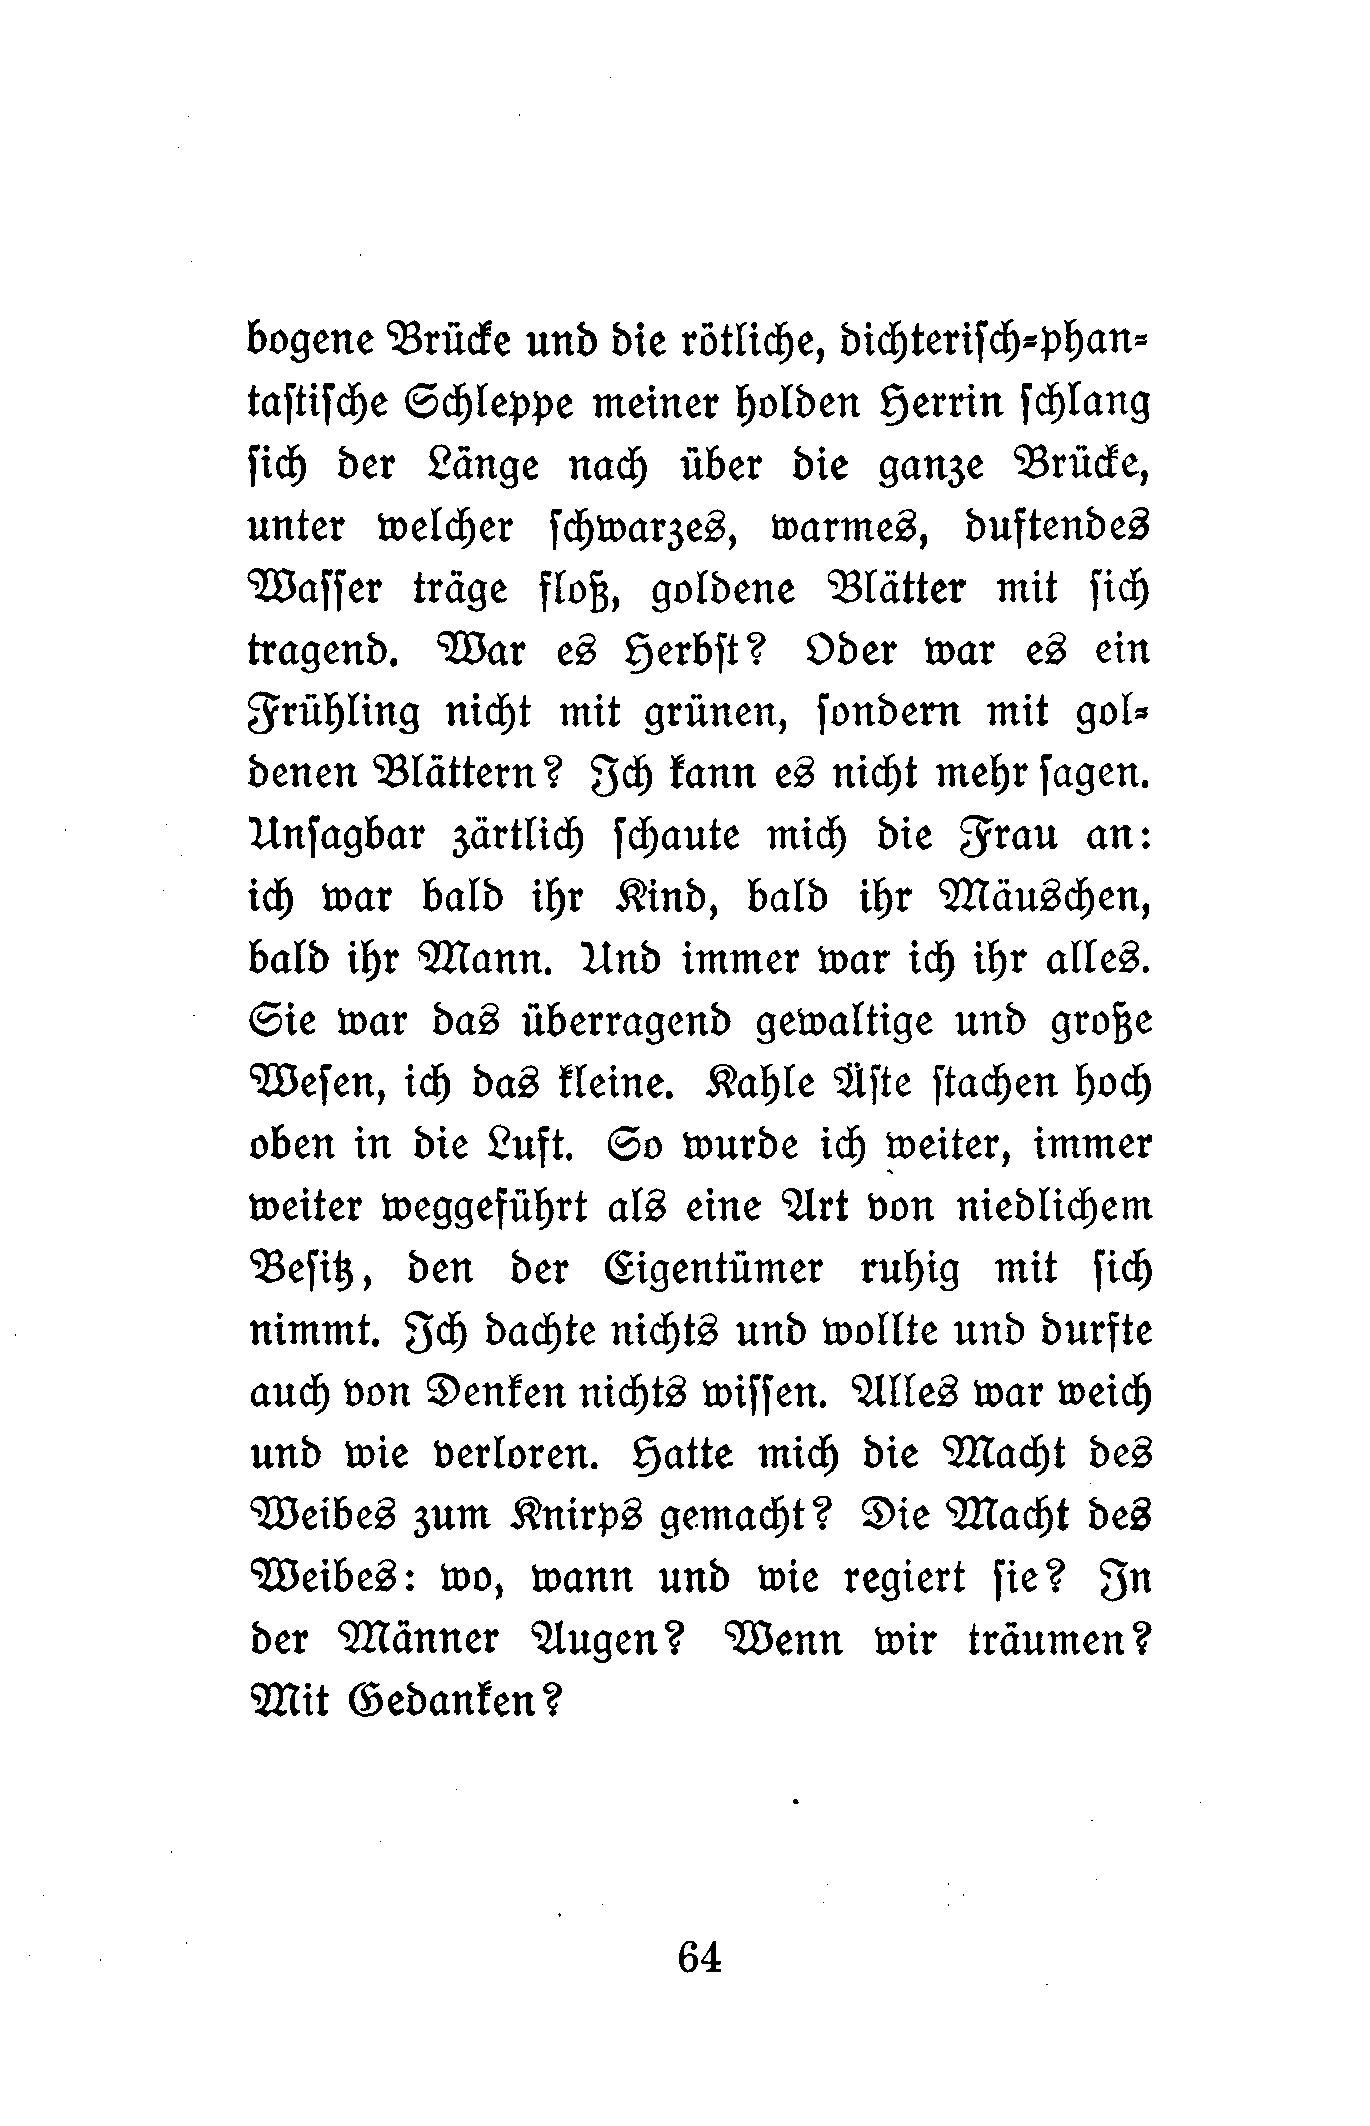 bogene Brücke und die rötliche, dichterisch-phan-
tastische Schleppe meiner holden Herrin schlang
sich der Länge nach über die ganze Brücke,
unter welcher schwarzes, warmes, duftendes
Wasser träge floß, goldene Blätter mit sich
tragend. War es Herbst? Oder war es ein
Frühling nicht mit grünen, sondern mit gol-
denen Blättern? Ich kann es nicht mehr sagen.
Unsagbar zärtlich schaute mich die Frau an:
ich war bald ihr Kind, bald ihr Mäuschen,
bald ihr Mann. Und immer war ich ihr alles.
Sie war das überragend gewaltige und große
Wesen, ich das kleine. Kahle Äste stachen hoch
oben in die Luft. So wurde ich weiter, immer
weiter weggeführt als eine Art von niedlichem
Besitz, den der Eigentümer ruhig mit sich
nimmt. Ich dachte nichts und wollte und durfte
auch von Denken nichts wissen. Alles war weich
und wie verloren. Hatte mich die Macht des
Weibes zum Knirps gemacht? Die Macht des
Weibes: wo, wann und wie regiert sie? In
der Männer Augen? Wenn wir träumen?
Mit Gedanken?
64